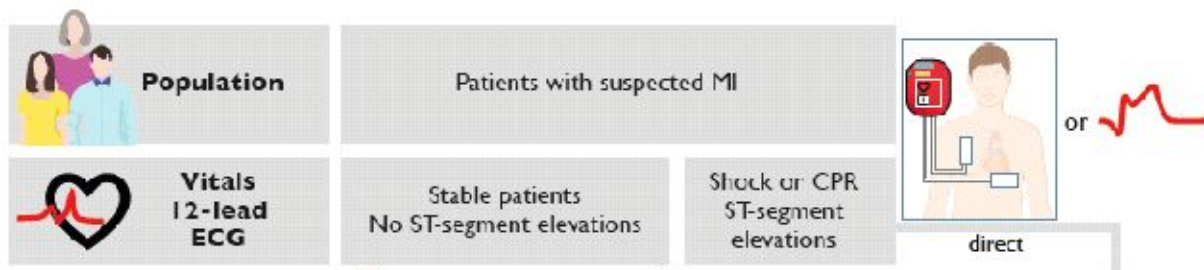 Population
Patients with suspected MI
or
Vitals
12-lead
ECG
Stable patients
No ST-segment elevations
Shock or CPR
ST-segment
elevations
direct